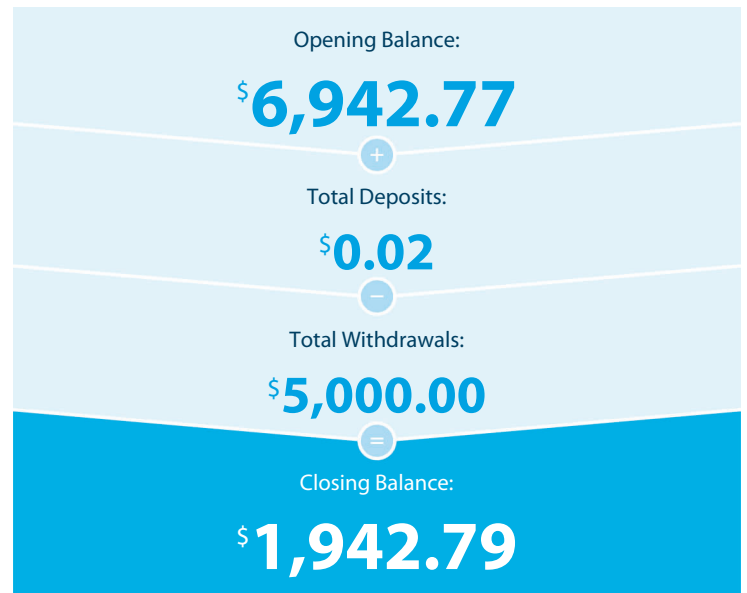 Opening Balance:
$6,942.77
+
Total Deposits:
$0.02
−
Total Withdrawals:
$5,000.00
=
Closing Balance:
$1,942.79